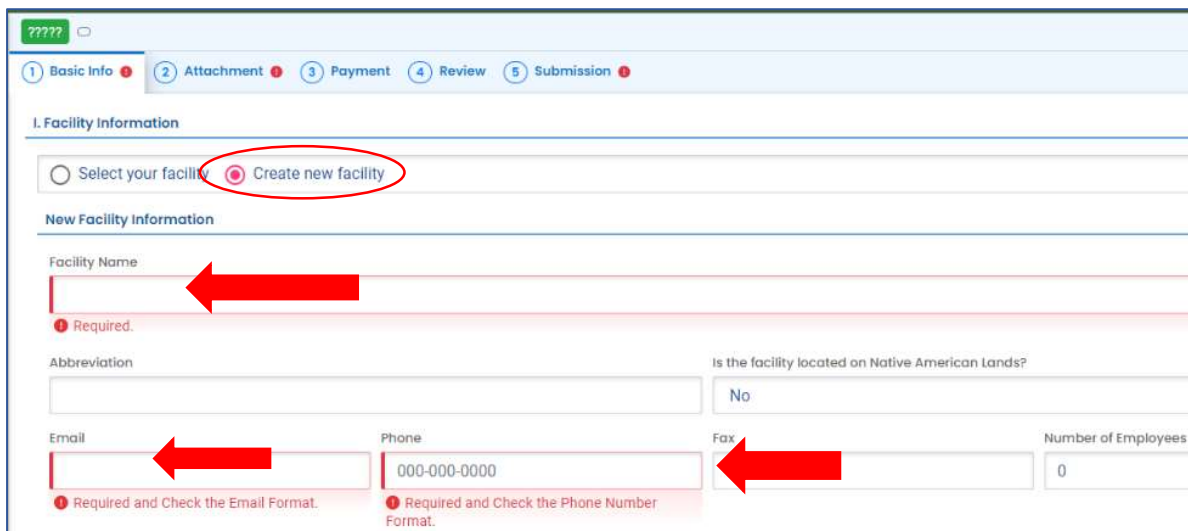 ?????
1 Basic Info 2 Attachment 3 Payment 4 Review 5 Submission
I. Facility Information
Select your facility Create new facility
New Facility Information
Facility Name
Required.
Abbreviation Is the facility located on Native American Lands?
No
Email Phone Fax Number of Employees
000-000-0000 0
Required and Check the Email Format. Required and Check the Phone Number
Format.